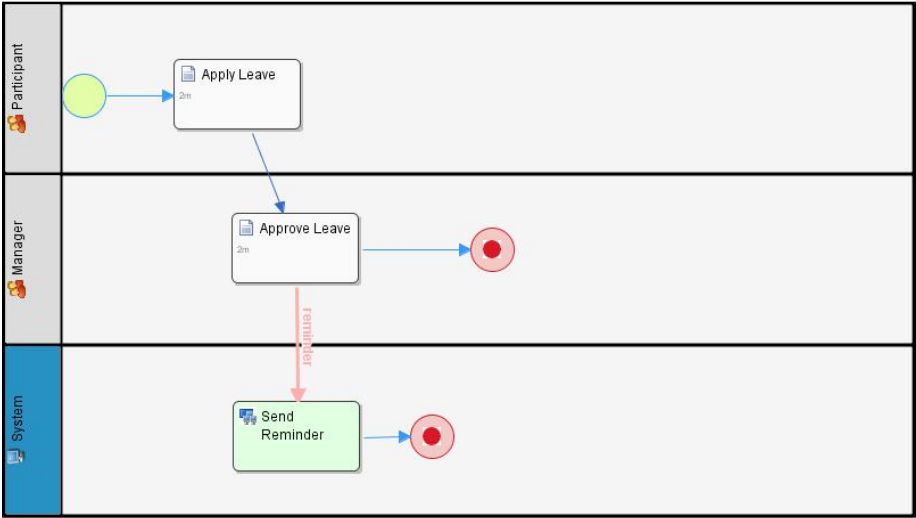 Participant
Apply Leave
2m
Manager
Approve Leave
2m
reminder
System
Send
Reminder